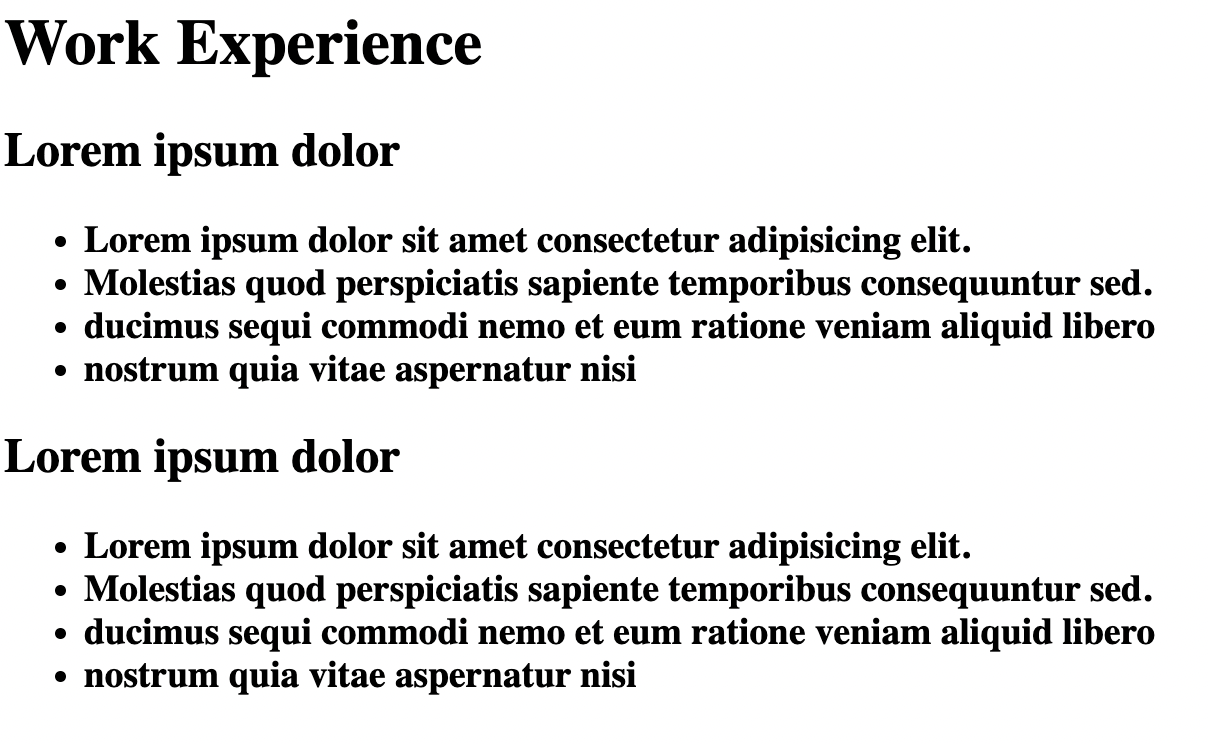 Work Experience
Lorem ipsum dolor
• Lorem ipsum dolor sit amet consectetur adipisicing elit.
• Molestias quod perspiciatis sapiente temporibus consequuntur sed.
• ducimus sequi commodi nemo et eum ratione veniam aliquid libero
• nostrum quia vitae aspernatur nisi
Lorem ipsum dolor
• Lorem ipsum dolor sit amet consectetur adipisicing elit.
• Molestias quod perspiciatis sapiente temporibus consequuntur sed.
• ducimus sequi commodi nemo et eum ratione veniam aliquid libero
• nostrum quia vitae aspernatur nisi